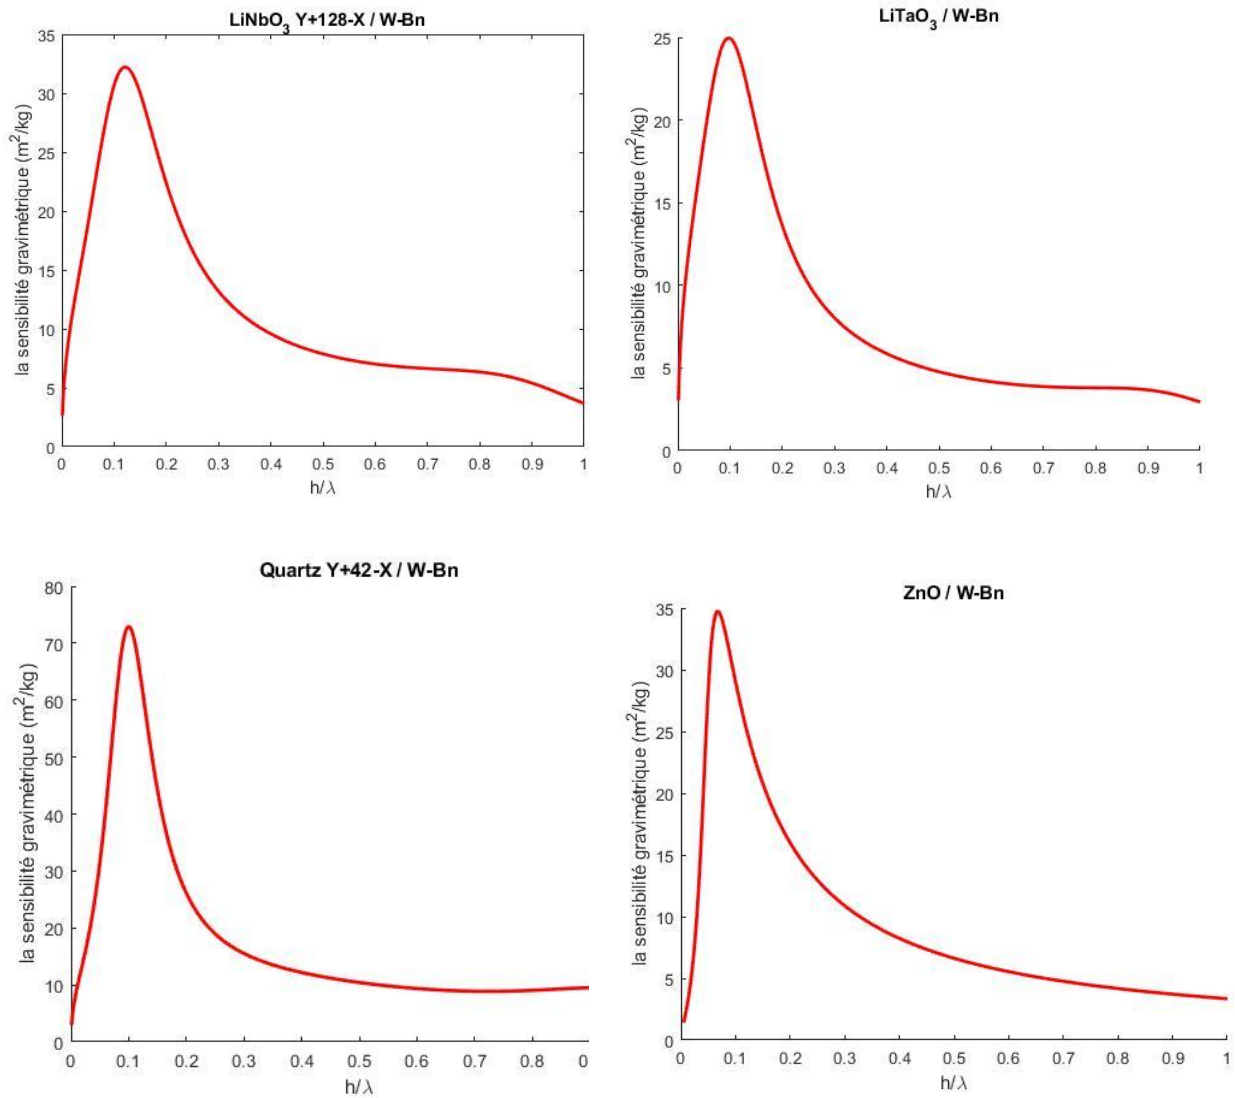 LiNbO3 Y+128-X / W-Bn
la sensibilité gravimétrique (m2/kg)
35
30
25
20
15
10
5
0
0 0.1 0.2 0.3 0.4 0.5 0.6 0.7 0.8 0.9 1
h/λ
LiTaO3 / W-Bn
la sensibilité gravimétrique (m2/kg)
25
20
15
10
5
0
0 0.1 0.2 0.3 0.4 0.5 0.6 0.7 0.8 0.9 1
h/λ
Quartz Y+42-X / W-Bn
la sensibilité gravimétrique (m2/kg)
80
70
60
50
40
30
20
10
0
0 0.1 0.2 0.3 0.4 0.5 0.6 0.7 0.8 0
h/λ
ZnO / W-Bn
la sensibilité gravimétrique (m2/kg)
35
30
25
20
15
10
5
0
0 0.1 0.2 0.3 0.4 0.5 0.6 0.7 0.8 0.9 1
h/λ